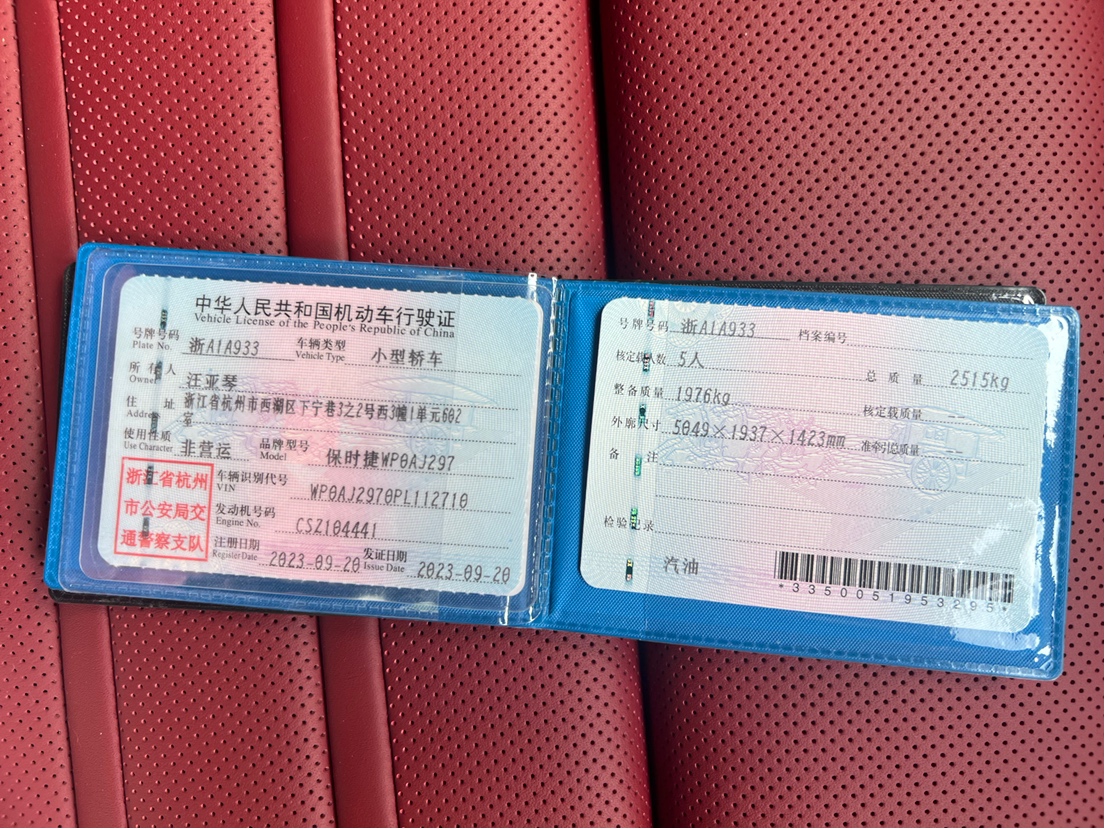 中华人民共和国机动车行驶证
Vehicle License of the People's Republic of China
号牌号码 浙A1A933 车辆类型 小型轿车
Plate No. Vehicle Type
所有人 汪亚琴
Owner
住址 浙江省杭州市西湖区下宁巷3之2号西3幢1单元602
Address 室
使用性质 非营运 品牌型号 保时捷WP0AJ297
Use Character Model
浙江省杭州
市公安局交
通警察支队
车辆识别代号 WP0AJ2970PL112710
VIN
发动机号码 CSZ104441
Engine No.
注册日期 2023-09-20 发证日期 2023-09-20
Register Date Issue Date
号牌号码 浙A1A933 档案编号
核定载人数 5人 总质量 2515kg
整备质量 1976kg 核定载质量 --
外廓尺寸 5049×1937×1423mm 准牵引总质量 --
备注
检验记录
汽油
*3350051953295*